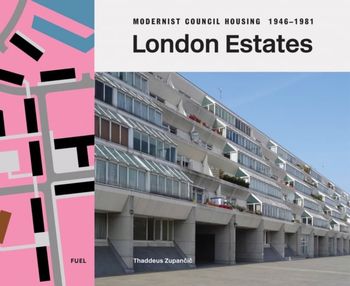 MODERNIST COUNCIL HOUSING 1946–1981
London Estates
FUEL
Thaddeus Zupančič